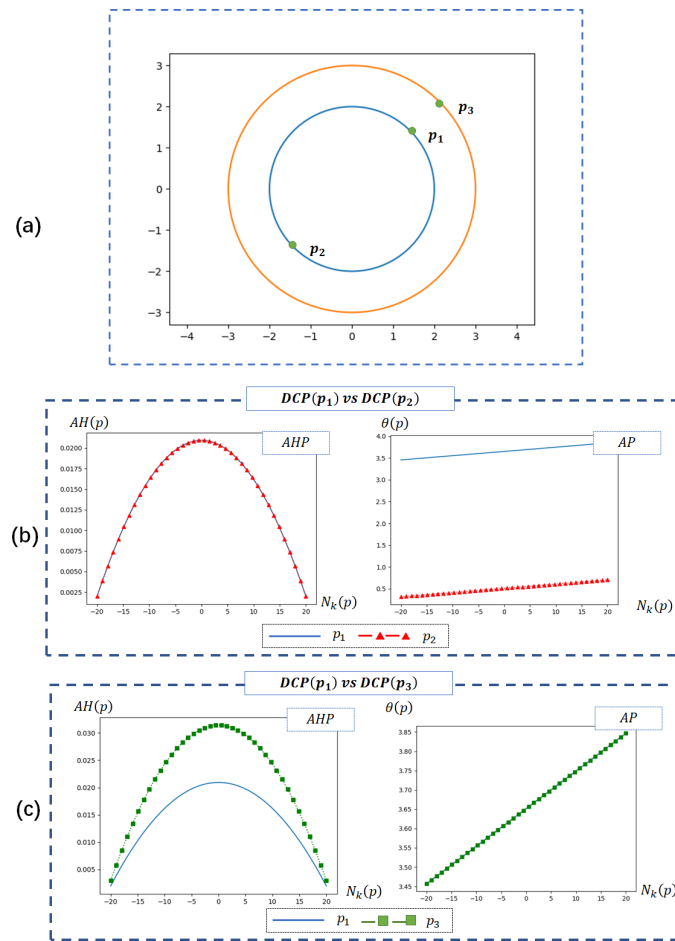 (a)
3
2
1
0
−1
−2
−3
−4 −3 −2 −1 0 1 2 3 4
p₃
p₁
p₂
(b)
DCP(p₁) vs DCP(p₂)
AH(p)
AHP
0.0200
0.0175
0.0150
0.0125
0.0100
0.0075
0.0050
0.0025
−20 −15 −10 −5 0 5 10 15 20
Nₖ(p)
θ(p)
AP
4.0
3.5
3.0
2.5
2.0
1.5
1.0
0.5
−20 −15 −10 −5 0 5 10 15 20
Nₖ(p)
p₁ p₂
(c)
DCP(p₁) vs DCP(p₃)
AH(p)
AHP
0.030
0.025
0.020
0.015
0.010
0.005
−20 −15 −10 −5 0 5 10 15 20
Nₖ(p)
θ(p)
AP
3.85
3.80
3.75
3.70
3.65
3.60
3.55
3.50
3.45
−20 −15 −10 −5 0 5 10 15 20
Nₖ(p)
p₁ p₃